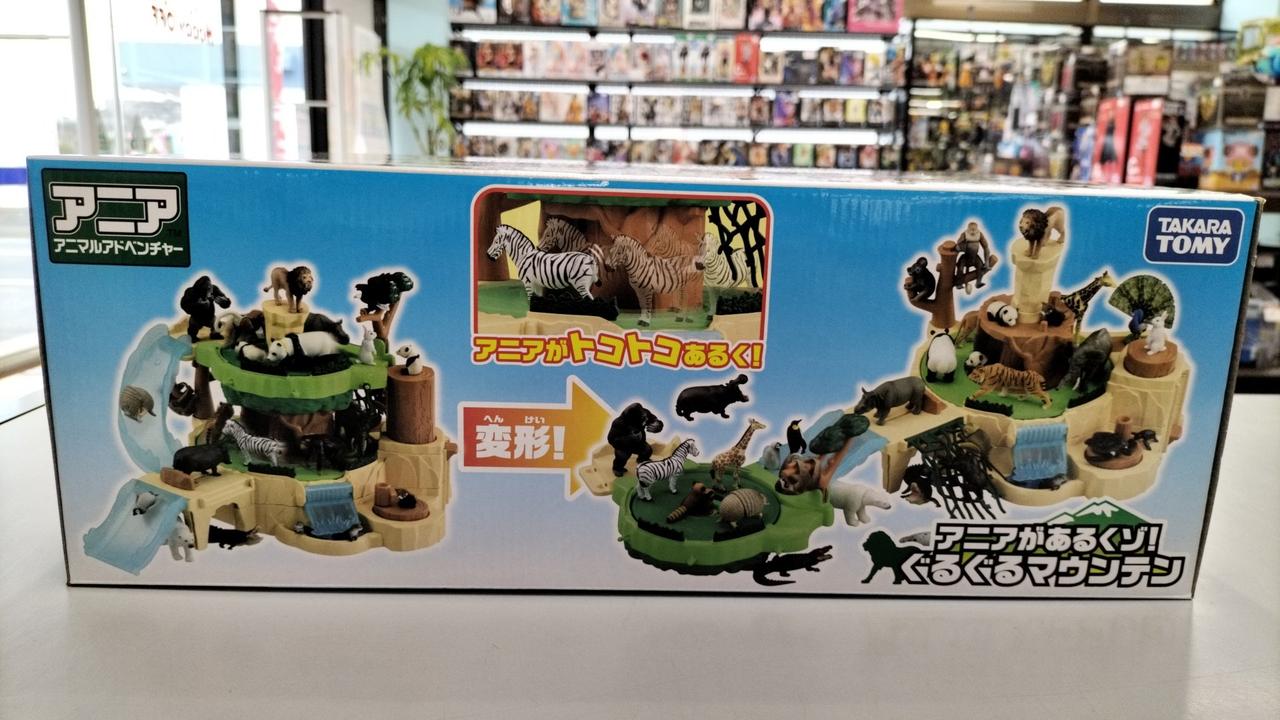 アニア
TM
アニマルアドベンチャー
TAKARA
TOMY
アニアがトコトコあるく!
へんけい
変形!
アニアがあるくゾ!
ぐるぐるマウンテン